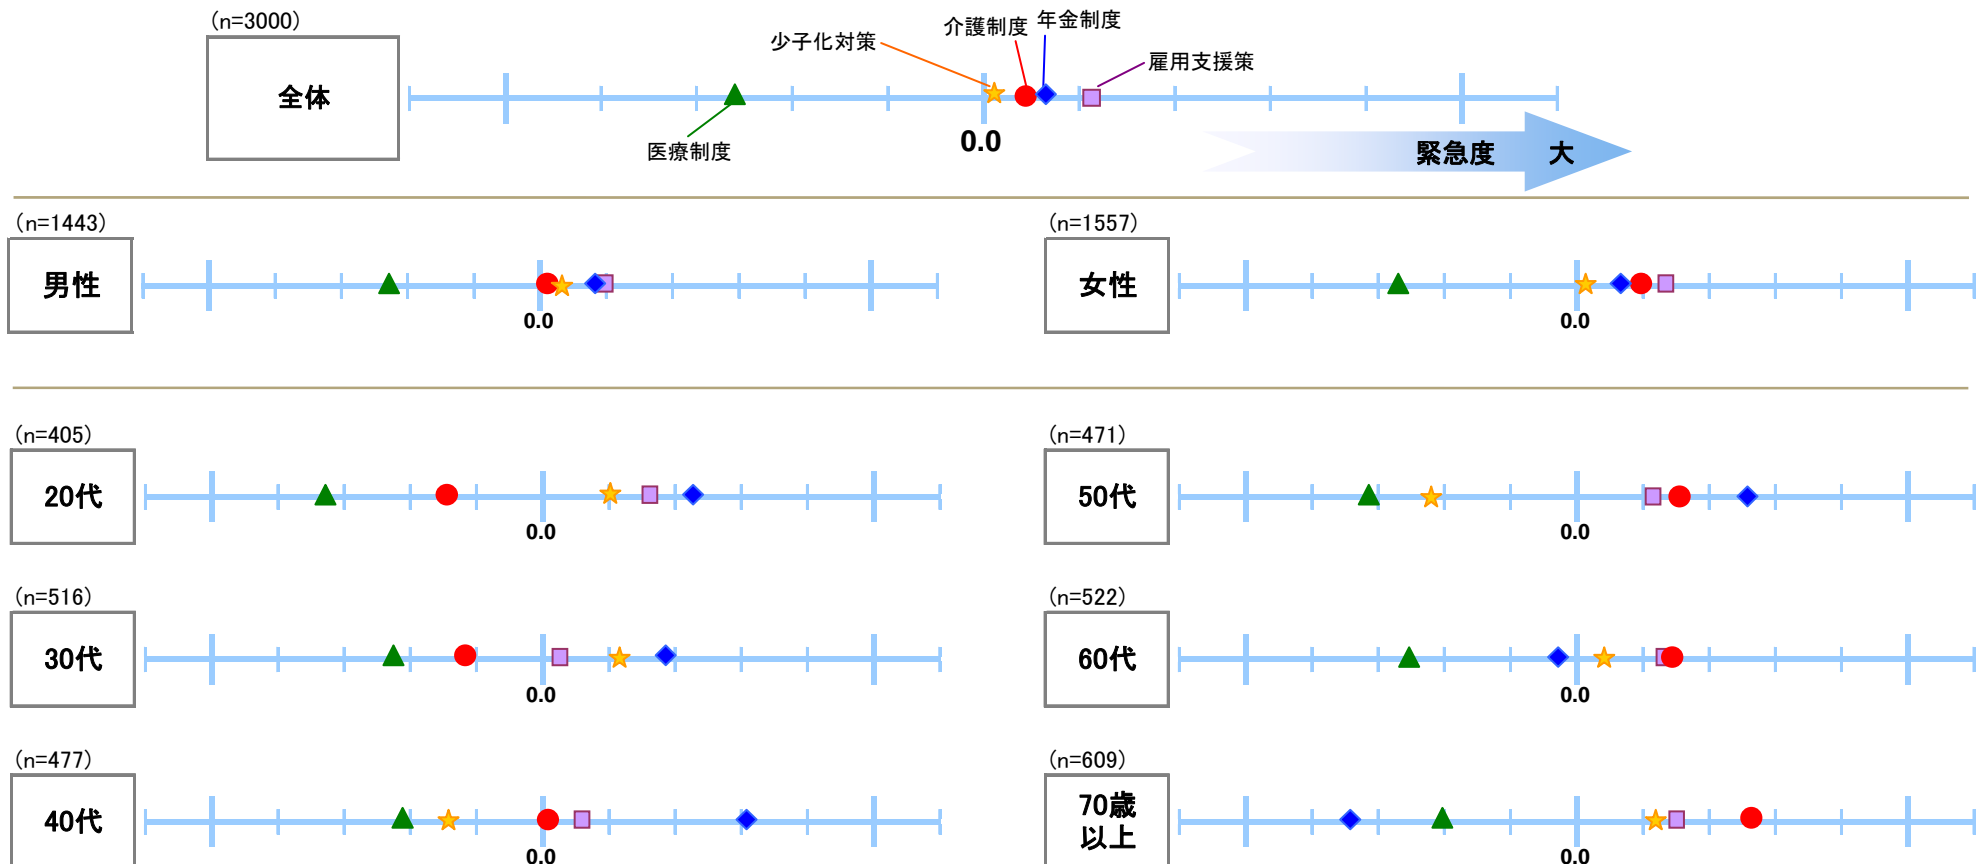 (n=3000)
全体
少子化対策
介護制度
年金制度
雇用支援策
医療制度
0.0
緊急度 大
(n=1443)
男性
0.0
(n=1557)
女性
0.0
(n=405)
20代
0.0
(n=471)
50代
0.0
(n=516)
30代
0.0
(n=522)
60代
0.0
(n=477)
40代
0.0
(n=609)
70歳
以上
0.0